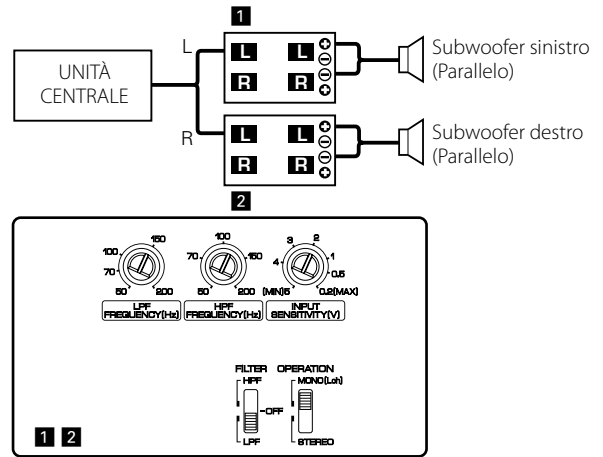 1
L
UNITÀ
CENTRALE
R
L L
R R
+
−
−
+
Subwoofer sinistro
(Parallelo)
L L
R R
+
−
−
+
Subwoofer destro
(Parallelo)
2
50 70 100 150 200
LPF
FREQUENCY(Hz)
50 70 100 150 200
HPF
FREQUENCY(Hz)
(MIN)5 4 3 2 1 0.5 0.2(MAX)
INPUT
SENSITIVITY(V)
FILTER
HPF
OFF
LPF
OPERATION
MONO(Lch)
STEREO
1 2